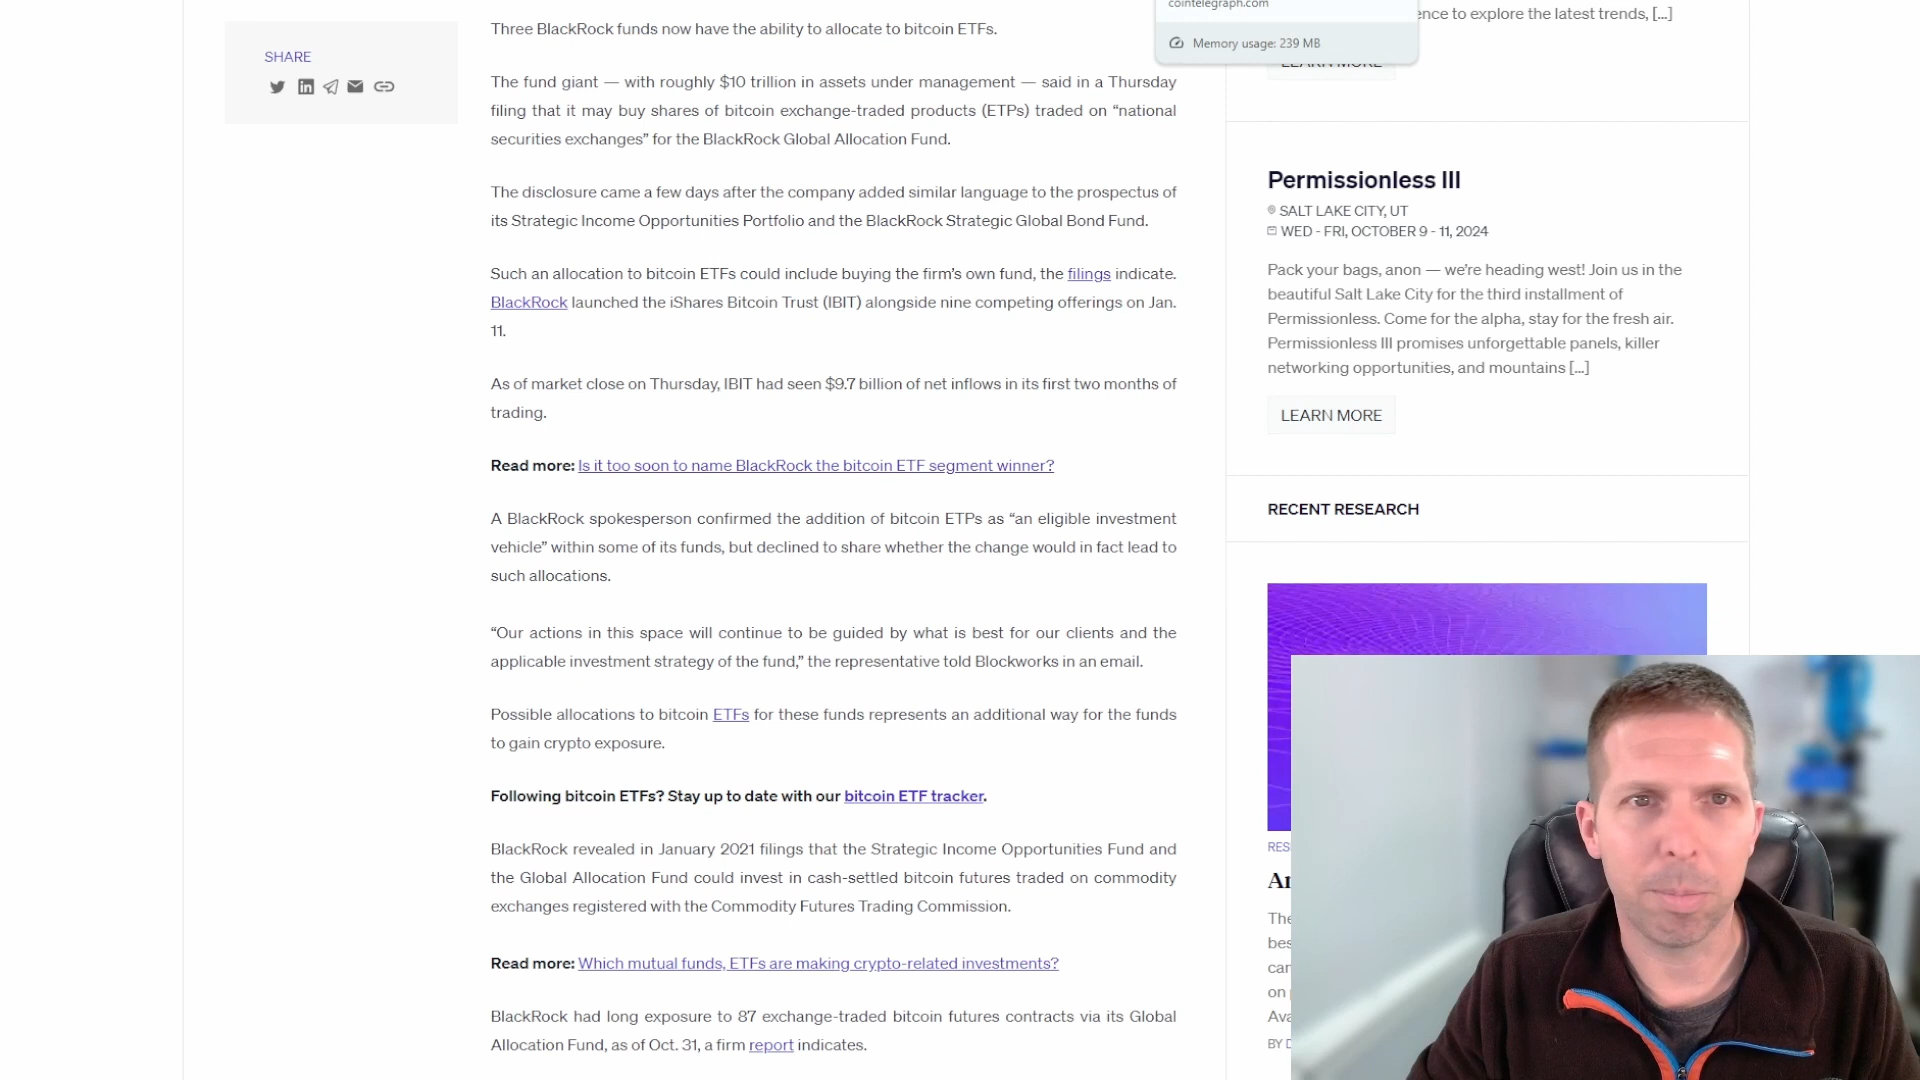 cointelegraph.com
Memory usage: 239 MB
SHARE
Three BlackRock funds now have the ability to allocate to bitcoin ETFs.
The fund giant — with roughly $10 trillion in assets under management — said in a Thursday
filing that it may buy shares of bitcoin exchange-traded products (ETPs) traded on “national
securities exchanges” for the BlackRock Global Allocation Fund.
The disclosure came a few days after the company added similar language to the prospectus of
its Strategic Income Opportunities Portfolio and the BlackRock Strategic Global Bond Fund.
Such an allocation to bitcoin ETFs could include buying the firm’s own fund, the filings indicate.
BlackRock launched the iShares Bitcoin Trust (IBIT) alongside nine competing offerings on Jan.
11.
As of market close on Thursday, IBIT had seen $9.7 billion of net inflows in its first two months of
trading.
Read more: Is it too soon to name BlackRock the bitcoin ETF segment winner?
A BlackRock spokesperson confirmed the addition of bitcoin ETPs as “an eligible investment
vehicle” within some of its funds, but declined to share whether the change would in fact lead to
such allocations.
“Our actions in this space will continue to be guided by what is best for our clients and the
applicable investment strategy of the fund,” the representative told Blockworks in an email.
Possible allocations to bitcoin ETFs for these funds represents an additional way for the funds
to gain crypto exposure.
Following bitcoin ETFs? Stay up to date with our bitcoin ETF tracker.
BlackRock revealed in January 2021 filings that the Strategic Income Opportunities Fund and
the Global Allocation Fund could invest in cash-settled bitcoin futures traded on commodity
exchanges registered with the Commodity Futures Trading Commission.
Read more: Which mutual funds, ETFs are making crypto-related investments?
BlackRock had long exposure to 87 exchange-traded bitcoin futures contracts via its Global
Allocation Fund, as of Oct. 31, a firm report indicates.
to explore the latest trends, [...]
LEARN MORE
Permissionless III
SALT LAKE CITY, UT
WED - FRI, OCTOBER 9 - 11, 2024
Pack your bags, anon — we’re heading west! Join us in the
beautiful Salt Lake City for the third installment of
Permissionless. Come for the alpha, stay for the fresh air.
Permissionless III promises unforgettable panels, killer
networking opportunities, and mountains [...]
LEARN MORE
RECENT RESEARCH
on
BY